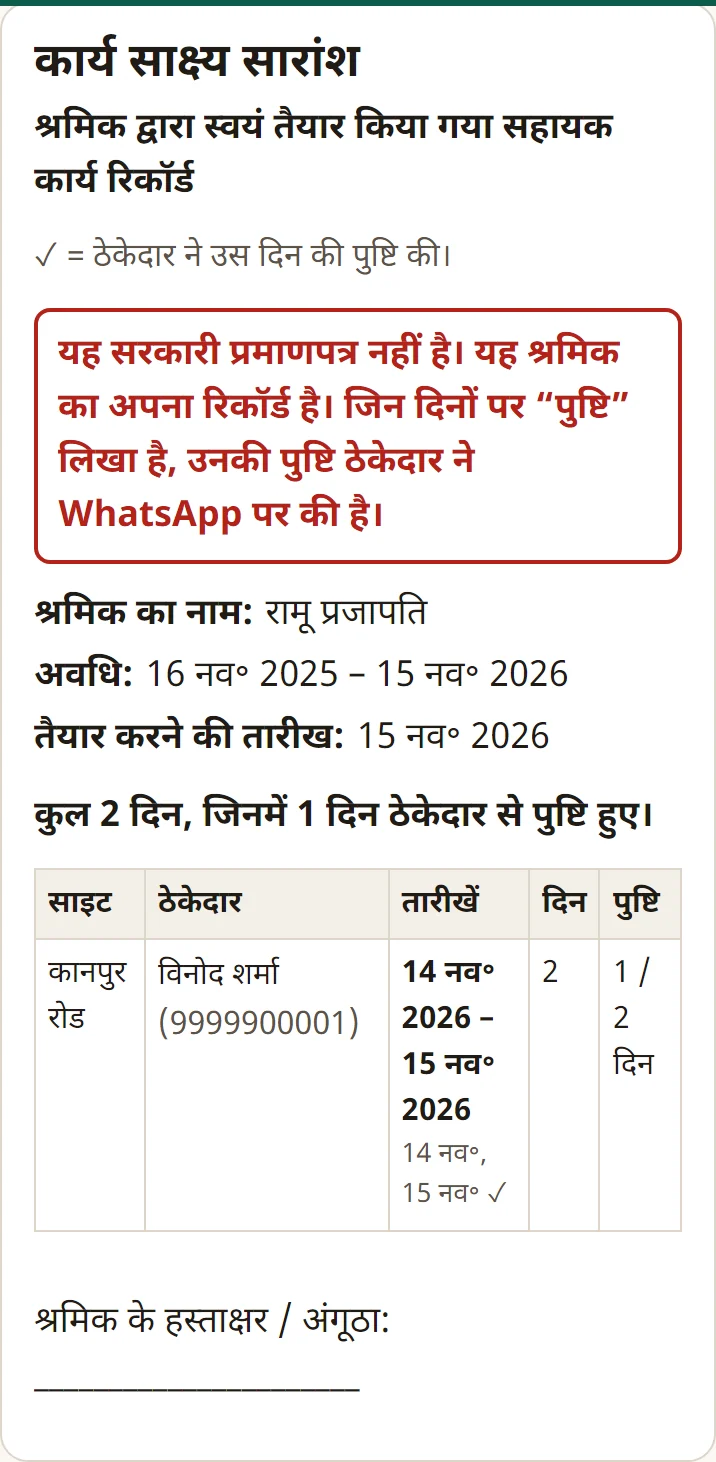 कार्य साक्ष्य सारांश
श्रमिक द्वारा स्वयं तैयार किया गया सहायक
कार्य रिकॉर्ड
✓ = ठेकेदार ने उस दिन की पुष्टि की।
यह सरकारी प्रमाणपत्र नहीं है। यह श्रमिक
का अपना रिकॉर्ड है। जिन दिनों पर “पुष्टि”
लिखा है, उनकी पुष्टि ठेकेदार ने
WhatsApp पर की है।
श्रमिक का नाम: रामू प्रजापति
अवधि: 16 नव॰ 2025 – 15 नव॰ 2026
तैयार करने की तारीख: 15 नव॰ 2026
कुल 2 दिन, जिनमें 1 दिन ठेकेदार से पुष्टि हुए।
साइट ठेकेदार तारीखें दिन पुष्टि
कानपुर विनोद शर्मा 14 नव॰ 2 1 /
रोड (9999900001) 2026 – 2
15 नव॰ दिन
2026
14 नव॰,
15 नव॰ ✓
श्रमिक के हस्ताक्षर / अंगूठा:
______________________